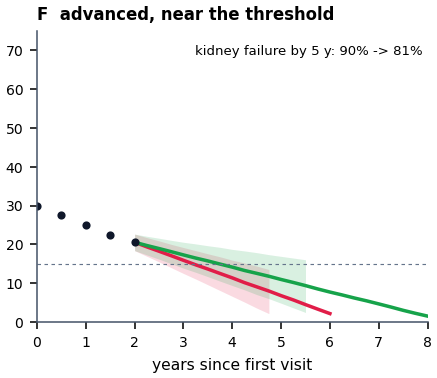 F advanced, near the threshold
kidney failure by 5 y: 90% -> 81%
70
60
50
40
30
20
10
0
0 1 2 3 4 5 6 7 8
years since first visit